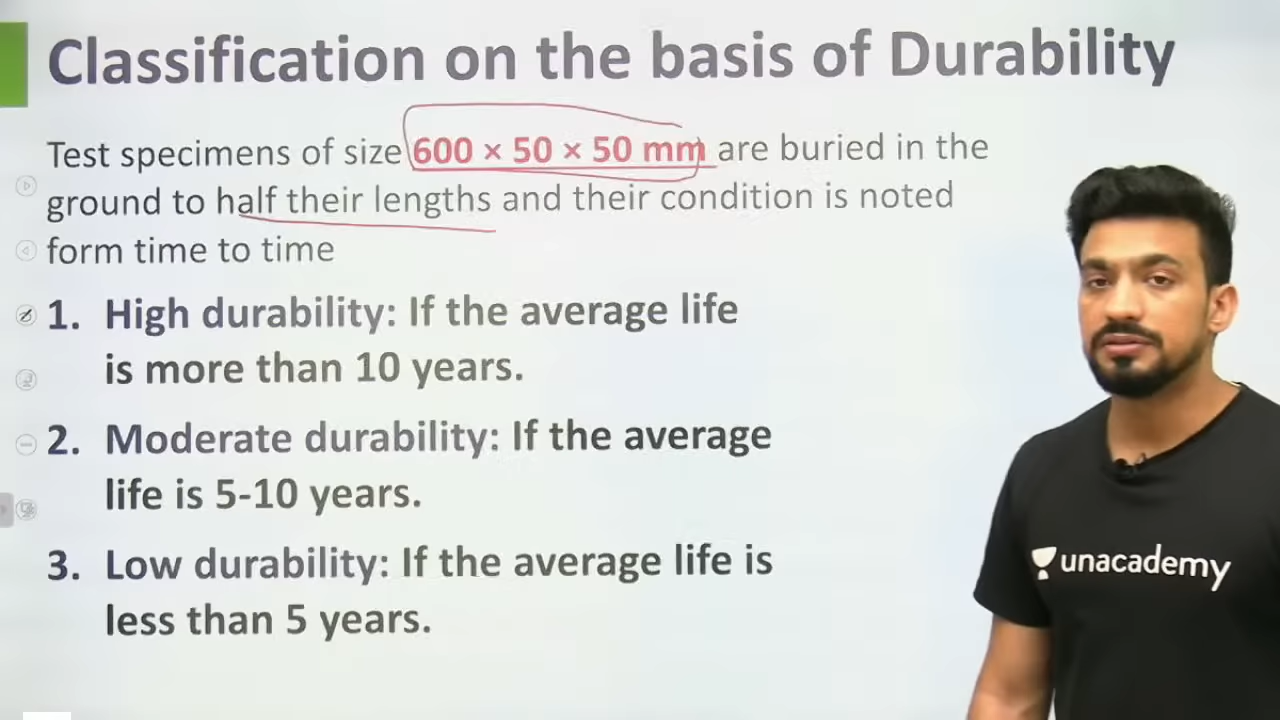 Classification on the basis of Durability
Test specimens of size 600 × 50 × 50 mm are buried in the
ground to half their lengths and their condition is noted
form time to time
1. High durability: If the average life
is more than 10 years.
2. Moderate durability: If the average
life is 5-10 years.
3. Low durability: If the average life is
less than 5 years.
unacademy